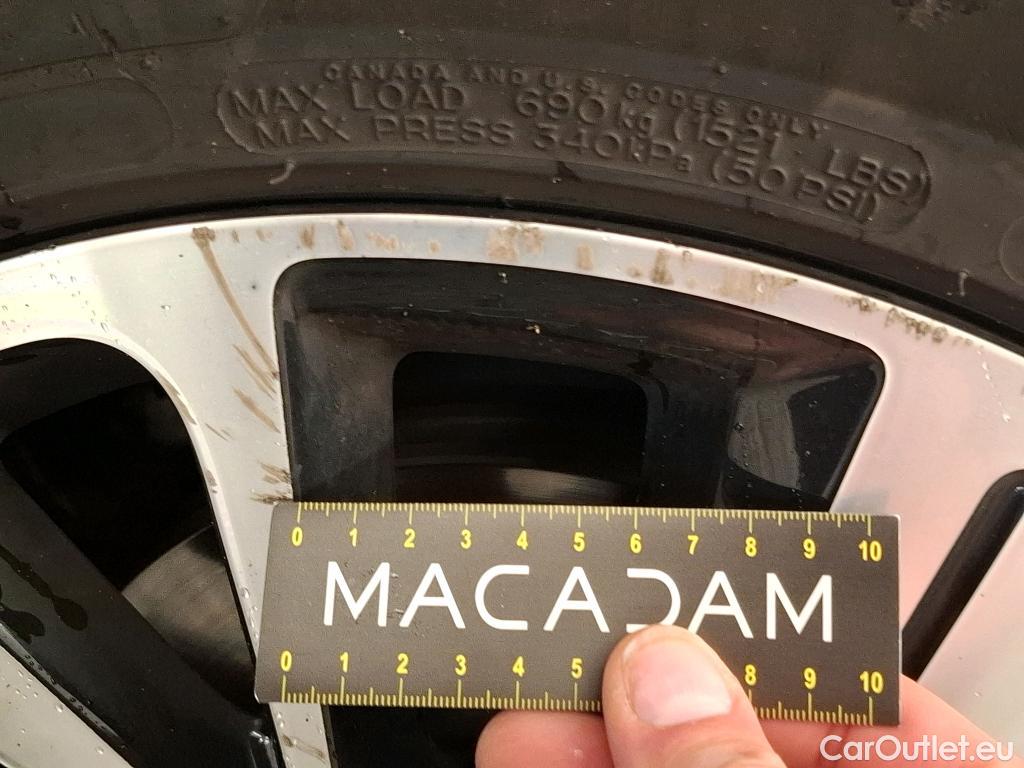 CANADA AND U.S. CODES ONLY
MAX LOAD 690 kg (1521 LBS)
MAX PRESS 340 kPa (50 PSI)
0 1 2 3 4 5 6 7 8 9 10
MACADAM
0 1 2 3 4 5 8 9 10
CarOutlet.eu